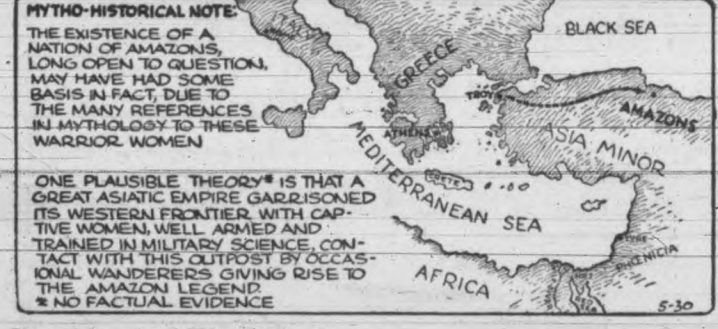 MYTHO-HISTORICAL NOTE:
THE EXISTENCE OF A
NATION OF AMAZONS,
LONG OPEN TO QUESTION,
MAY HAVE HAD SOME
BASIS IN FACT, DUE TO
THE MANY REFERENCES
IN MYTHOLOGY TO THESE
WARRIOR WOMEN
ONE PLAUSIBLE THEORY* IS THAT A
GREAT ASIATIC EMPIRE GARRISONED
ITS WESTERN FRONTIER WITH CAP-
TIVE WOMEN, WELL ARMED AND
TRAINED IN MILITARY SCIENCE, CON-
TACT WITH THIS OUTPOST BY OCCAS-
IONAL WANDERERS GIVING RISE TO
THE AMAZON LEGEND.
* NO FACTUAL EVIDENCE
ITALY
GREECE
BLACK SEA
TROY
AMAZONS
ATHENS
ASIA MINOR
MEDITERRANEAN SEA
CRETE
TYRE
PHOENICIA
AFRICA
RED SEA
5-30